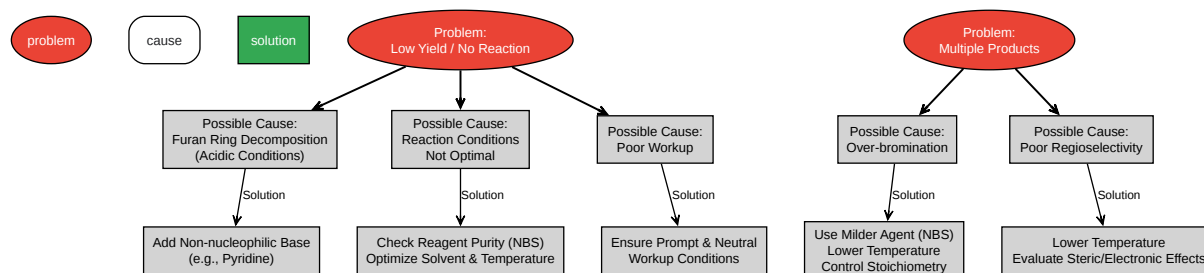 problem
cause
solution
Problem:
Low Yield / No Reaction
Problem:
Multiple Products
Possible Cause:
Furan Ring Decomposition
(Acidic Conditions)
Possible Cause:
Reaction Conditions
Not Optimal
Possible Cause:
Poor Workup
Possible Cause:
Over-bromination
Possible Cause:
Poor Regioselectivity
Solution
Solution
Solution
Solution
Solution
Add Non-nucleophilic Base
(e.g., Pyridine)
Check Reagent Purity (NBS)
Optimize Solvent & Temperature
Ensure Prompt & Neutral
Workup Conditions
Use Milder Agent (NBS)
Lower Temperature
Control Stoichiometry
Lower Temperature
Evaluate Steric/Electronic Effects